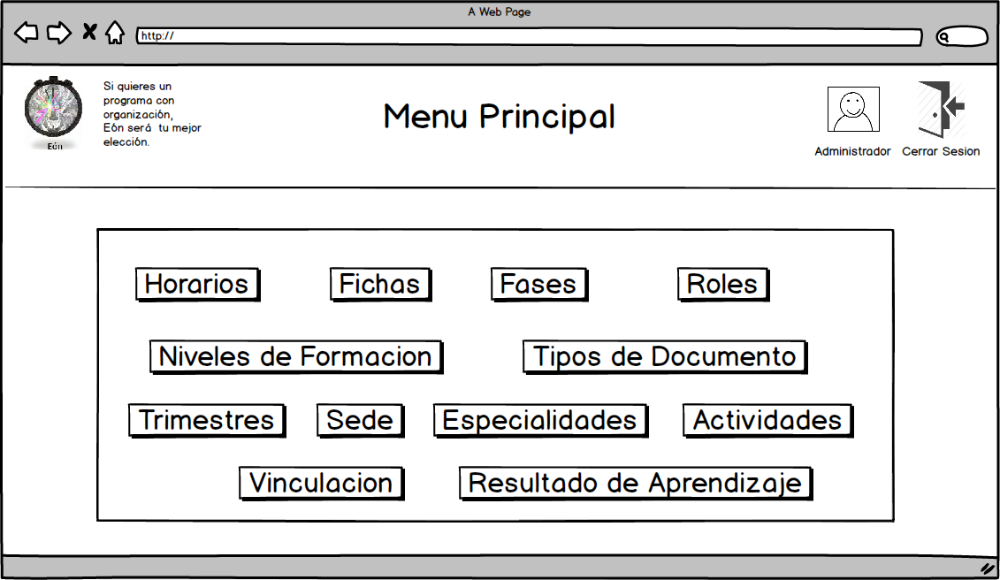 A Web Page
http://
Si quieres un
programa con
organización,
Eón será tu mejor
elección.
Eón
Menu Principal
Administrador
Cerrar Sesion
Horarios
Fichas
Fases
Roles
Niveles de Formacion
Tipos de Documento
Trimestres
Sede
Especialidades
Actividades
Vinculacion
Resultado de Aprendizaje